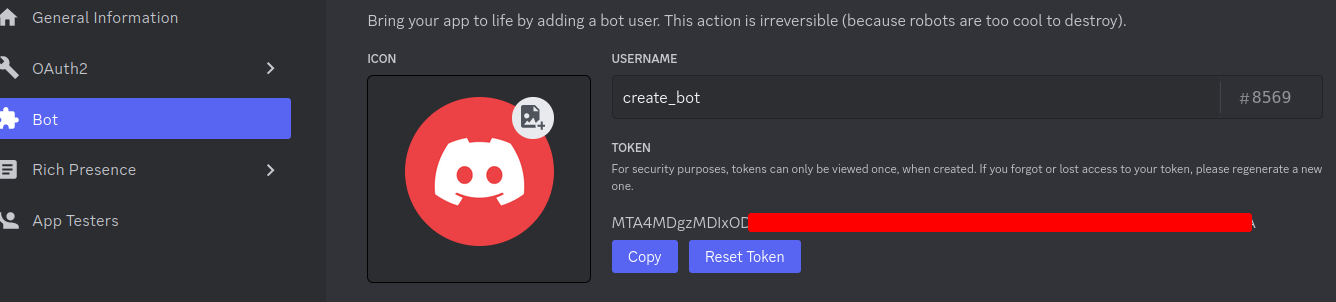 General Information
OAuth2
Bot
Rich Presence
App Testers
Bring your app to life by adding a bot user. This action is irreversible (because robots are too cool to destroy).
ICON
USERNAME
create_bot
#8569
TOKEN
For security purposes, tokens can only be viewed once, when created. If you forgot or lost access to your token, please regenerate a new
one.
MTA4MDgzMDIxOD
Copy
Reset Token